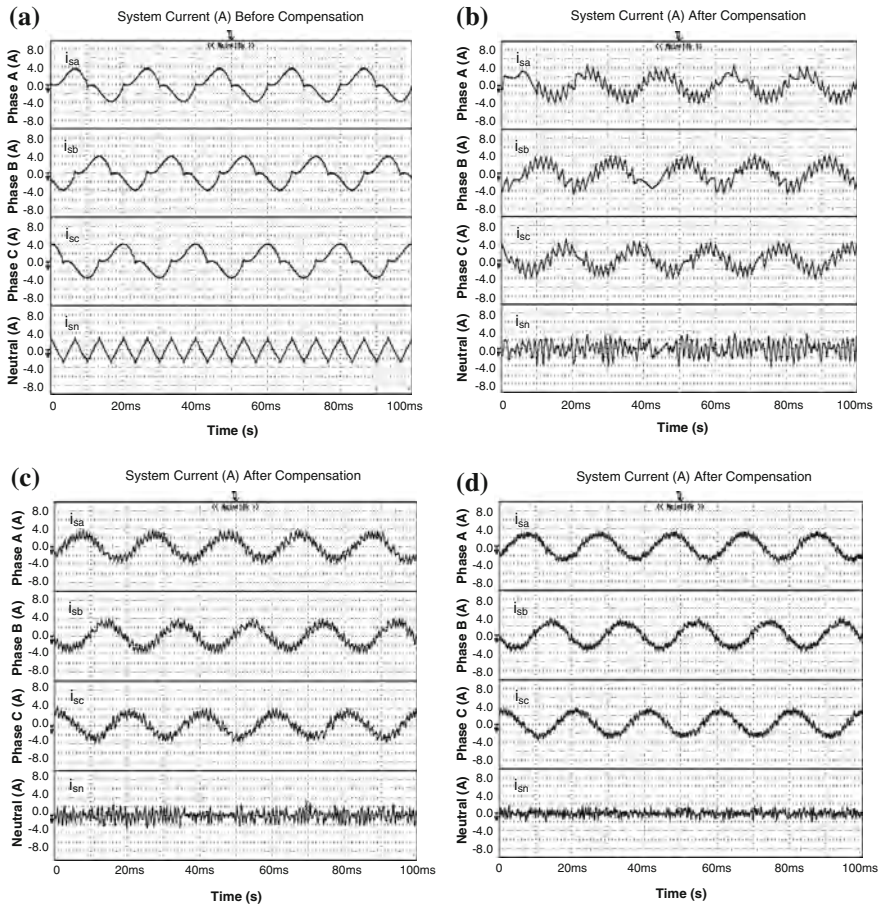 (a)
System Current (A) Before Compensation
Phase A (A)
8.0
4.0
0.0
-4.0
-8.0
isa
Phase B (A)
8.0
4.0
0.0
-4.0
-8.0
isb
Phase C (A)
8.0
4.0
0.0
-4.0
-8.0
isc
Neutral (A)
8.0
4.0
0.0
-4.0
-8.0
isn
0 20ms 40ms 60ms 80ms 100ms
Time (s)
(b)
System Current (A) After Compensation
Phase A (A)
8.0
4.0
0.0
-4.0
-8.0
isa
Phase B (A)
8.0
4.0
0.0
-4.0
-8.0
isb
Phase C (A)
8.0
4.0
0.0
-4.0
-8.0
isc
Neutral (A)
8.0
4.0
0.0
-4.0
-8.0
isn
0 20ms 40ms 60ms 80ms 100ms
Time (s)
(c)
System Current (A) After Compensation
Phase A (A)
8.0
4.0
0.0
-4.0
-8.0
isa
Phase B (A)
8.0
4.0
0.0
-4.0
-8.0
isb
Phase C (A)
8.0
4.0
0.0
-4.0
-8.0
isc
Neutral (A)
8.0
4.0
0.0
-4.0
-8.0
isn
0 20ms 40ms 60ms 80ms 100ms
Time (s)
(d)
System Current (A) After Compensation
Phase A (A)
8.0
4.0
0.0
-4.0
-8.0
isa
Phase B (A)
8.0
4.0
0.0
-4.0
-8.0
isb
Phase C (A)
8.0
4.0
0.0
-4.0
-8.0
isc
Neutral (A)
8.0
4.0
0.0
-4.0
-8.0
isn
0 20ms 40ms 60ms 80ms 100ms
Time (s)